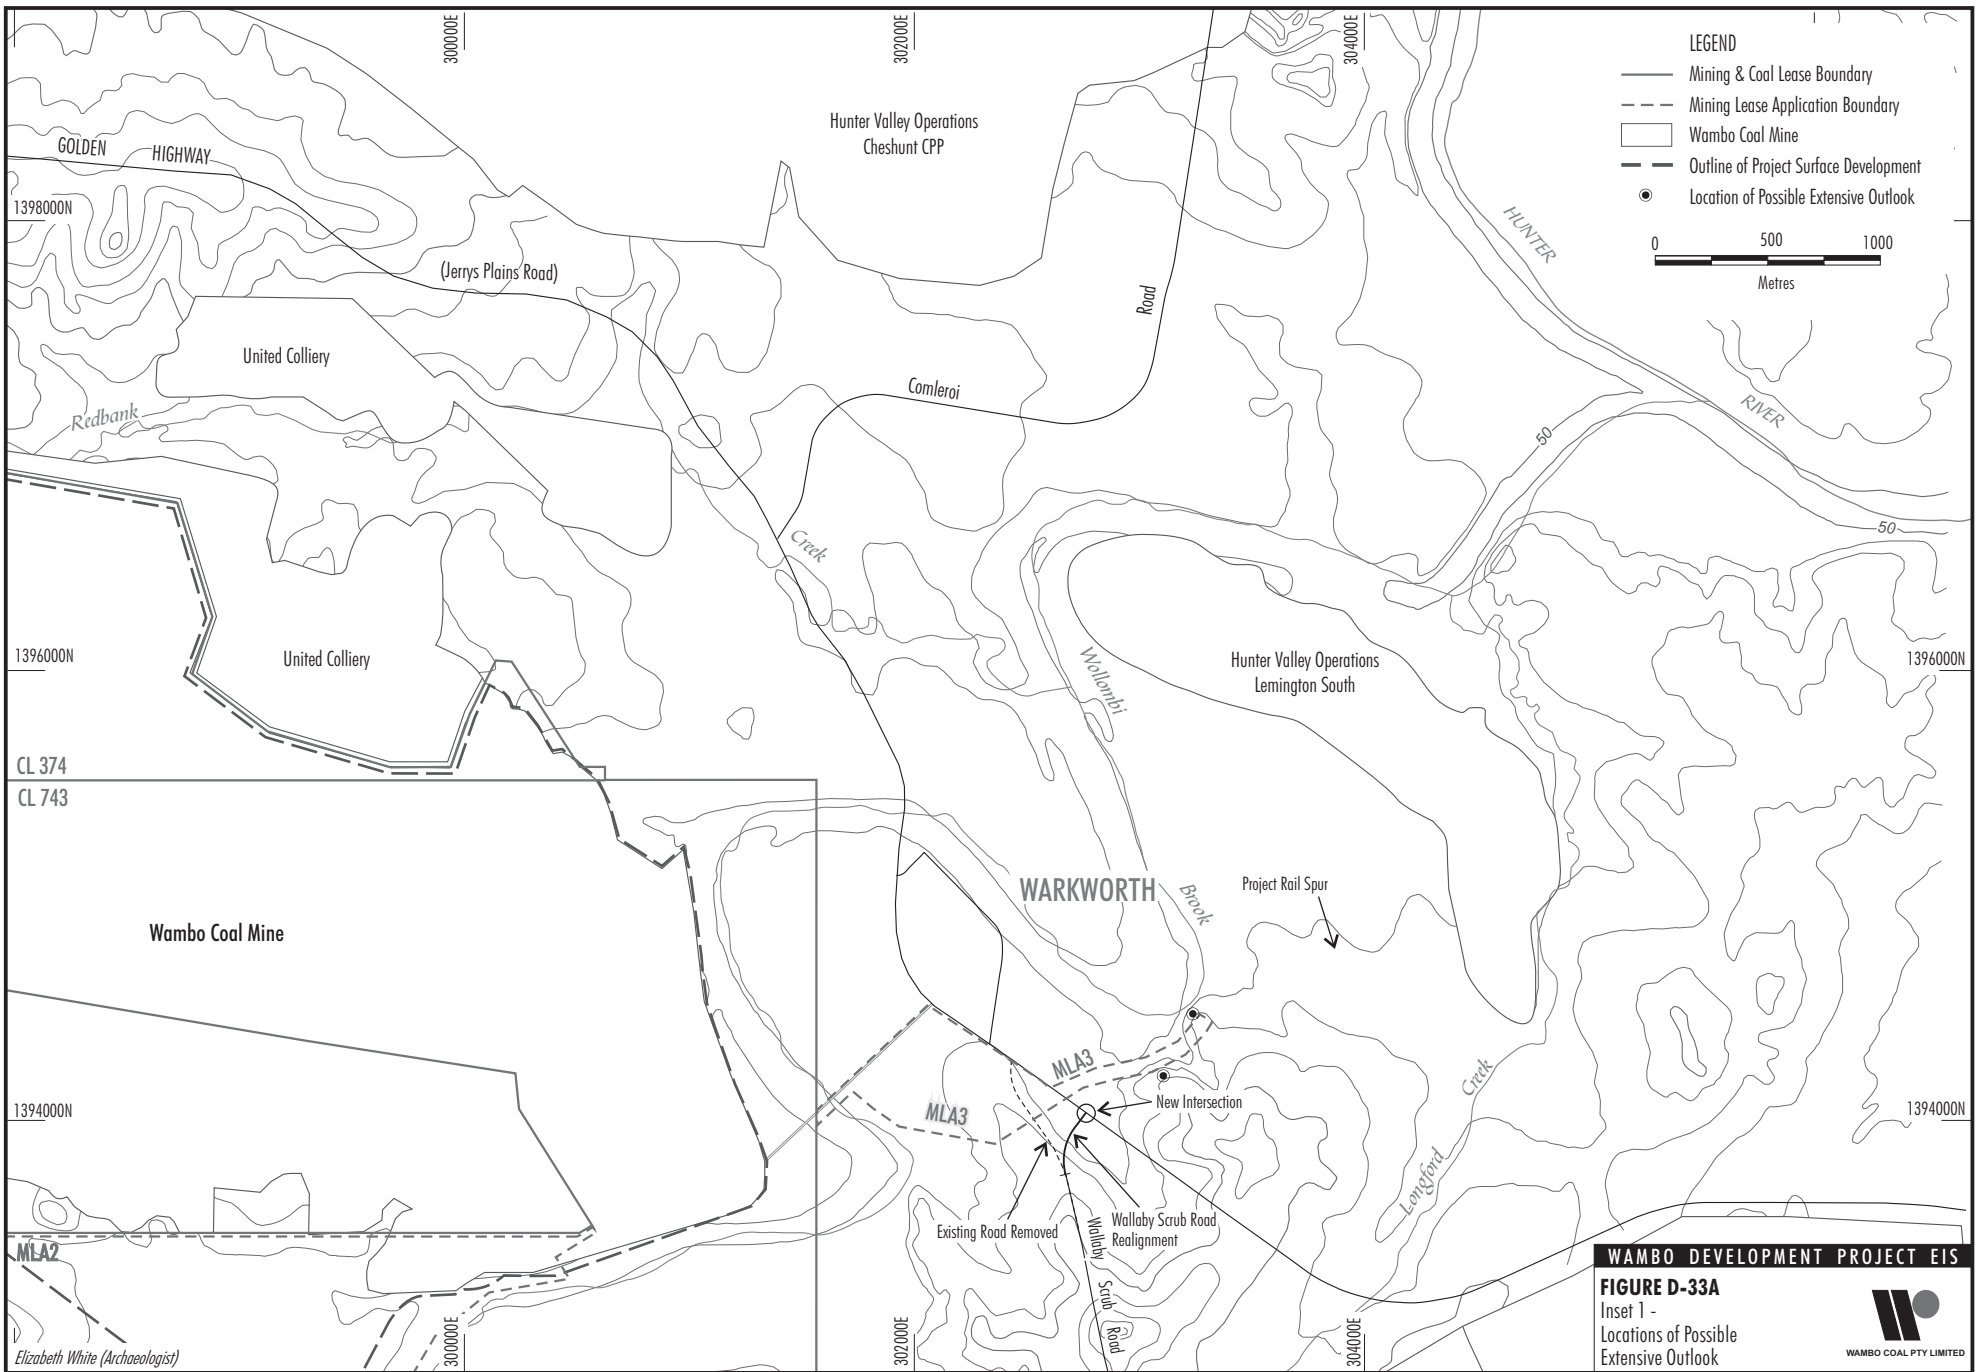 300000E
302000E
304000E
LEGEND
Mining & Coal Lease Boundary
Mining Lease Application Boundary
Wambo Coal Mine
Outline of Project Surface Development
Location of Possible Extensive Outlook
0 500 1000
Metres
Hunter Valley Operations
Cheshunt CPP
GOLDEN HIGHWAY
1398000N
(Jerrys Plains Road)
HUNTER
RIVER
Road
Comleroi
United Colliery
Redbank
50
50
Creek
United Colliery
1396000N
Wollombi
Hunter Valley Operations
Lemington South
1396000N
CL 374
CL 743
WARKWORTH
Brook
Project Rail Spur
Wambo Coal Mine
MLA3
MLA3
New Intersection
Creek
Longford
1394000N
1394000N
Existing Road Removed
Wallaby Scrub Road
Realignment
Wallaby
Scrub
Road
MLA2
300000E
302000E
304000E
Elizabeth White (Archaeologist)
WAMBO DEVELOPMENT PROJECT EIS
FIGURE D-33A
Inset 1 -
Locations of Possible
Extensive Outlook
WAMBO COAL PTY LIMITED